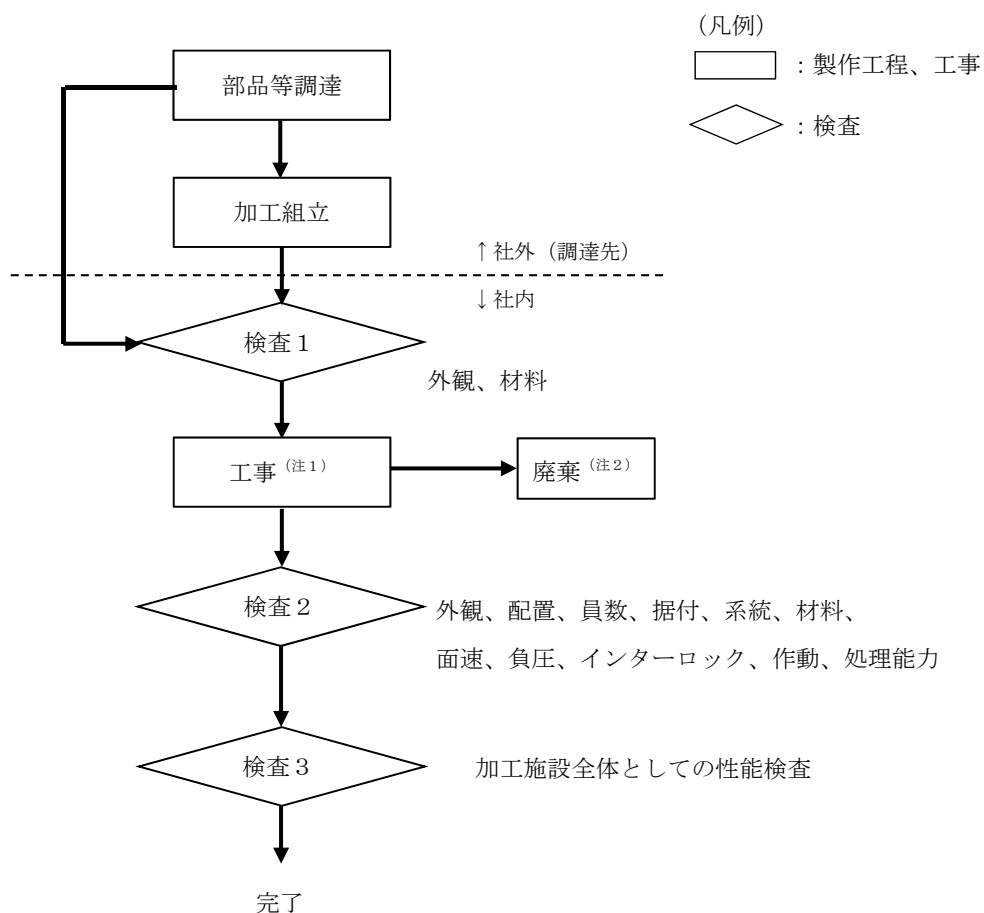 (凡例)
：製作工程、工事
：検査
部品等調達
加工組立
↑社外（調達先）
↓社内
検査１
外観、材料
工事（注１）
廃棄（注２）
検査２
外観、配置、員数、据付、系統、材料、
面速、負圧、インターロック、作動、処理能力
検査３
加工施設全体としての性能検査
完了